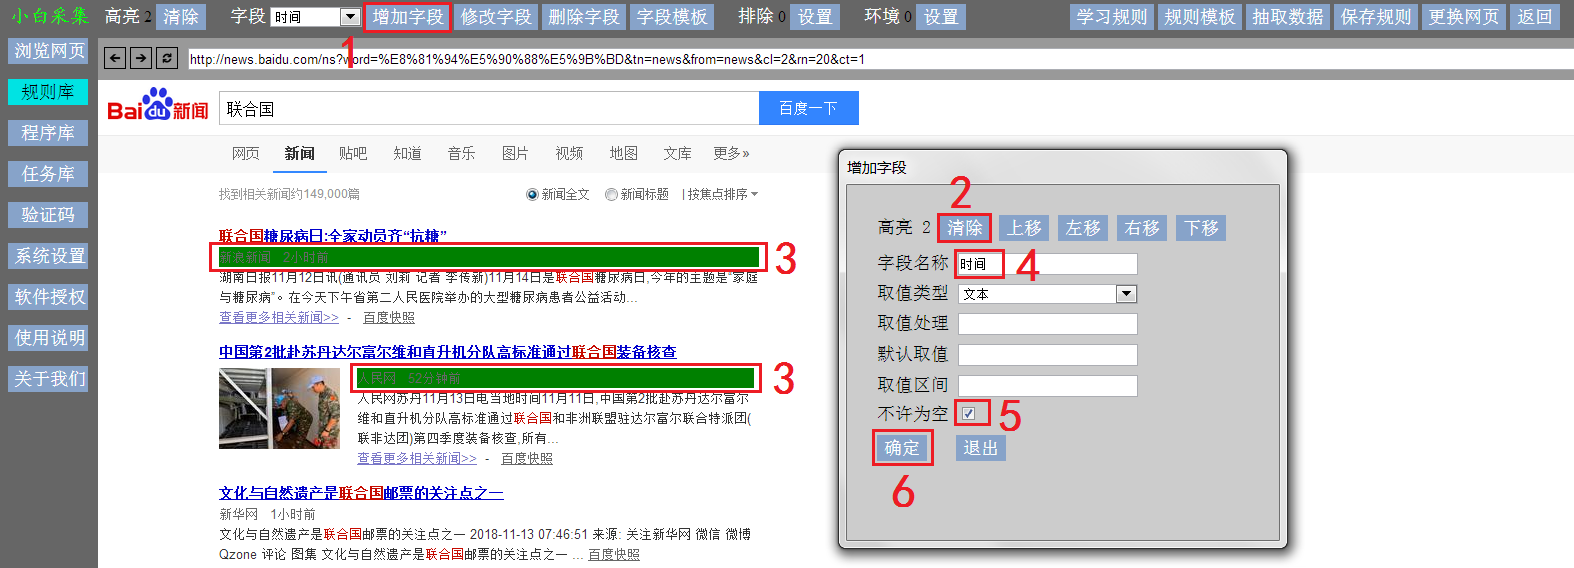 小白采集 高亮 2 清除 字段 时间 增加字段 修改字段 删除字段 字段模板 排除 0 设置 环境 0 设置 学习规则 规则模板 抽取数据 保存规则 更换网页 返回
1
浏览网页
http://news.baidu.com/ns?word=%E8%81%94%E5%90%88%E5%9B%BD&tn=news&from=news&cl=2&rn=20&ct=1
规则库
程序库
任务库
验证码
系统设置
软件授权
使用说明
关于我们
Bai du 新闻 联合国 百度一下
网页 新闻 贴吧 知道 音乐 图片 视频 地图 文库 更多»
找到相关新闻约149,000篇 新闻全文 新闻标题 | 按焦点排序
联合国糖尿病日:全家动员齐“抗糖”
新浪新闻 2小时前
3
湖南日报11月12日讯(通讯员 刘莉 记者 李传新)11月14日是联合国糖尿病日,今年的主题是“家庭
与糖尿病”。在今天下午省第二人民医院举办的大型糖尿病患者公益活动...
查看更多相关新闻>> - 百度快照
中国第2批赴苏丹达尔富尔维和直升机分队高标准通过联合国装备核查
人民网 52分钟前
3
人民网苏丹11月13日电当地时间11月11日,中国第2批赴苏丹达尔富尔
维和直升机分队高标准通过联合国和非洲联盟驻达尔富尔联合特派团(
联非达团)第四季度装备核查,所有...
查看更多相关新闻>> - 百度快照
文化与自然遗产是联合国邮票的关注点之一
新华网 1小时前
文化与自然遗产是联合国邮票的关注点之一 2018-11-13 07:46:51 来源: 关注新华网 微信 微博
Qzone 评论 图集 文化与自然遗产是联合国邮票的关注点之一 ... 百度快照
增加字段
2
高亮 2 清除 上移 左移 右移 下移
字段名称 时间 4
取值类型 文本
取值处理
默认取值
取值区间
不许为空 5
确定 退出
6